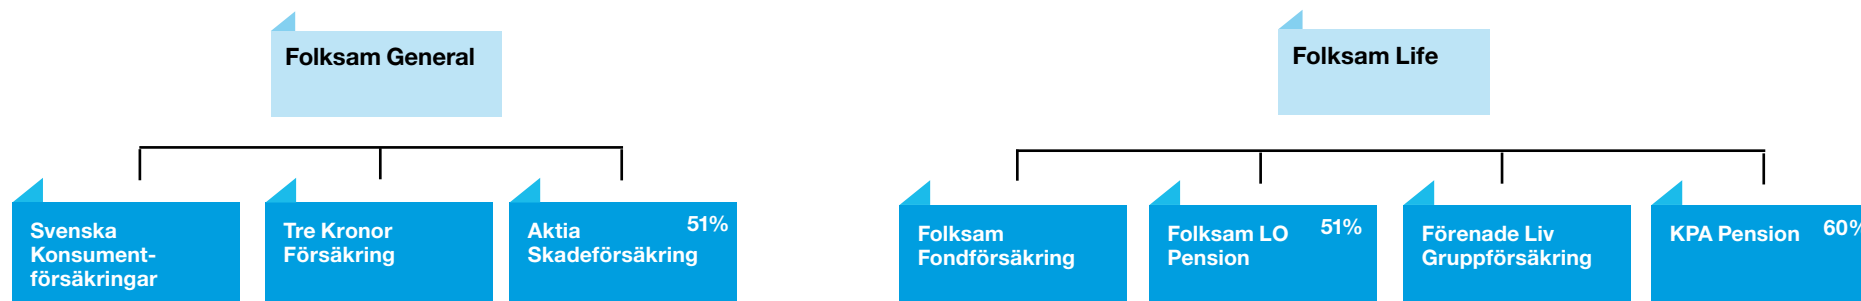 Folksam General
Folksam Life
Svenska
Konsument-
försäkringar
Tre Kronor
Försäkring
Aktia
Skadeförsäkring
51%
Folksam
Fondförsäkring
Folksam LO
Pension
51%
Förenade Liv
Gruppförsäkring
KPA Pension
60%